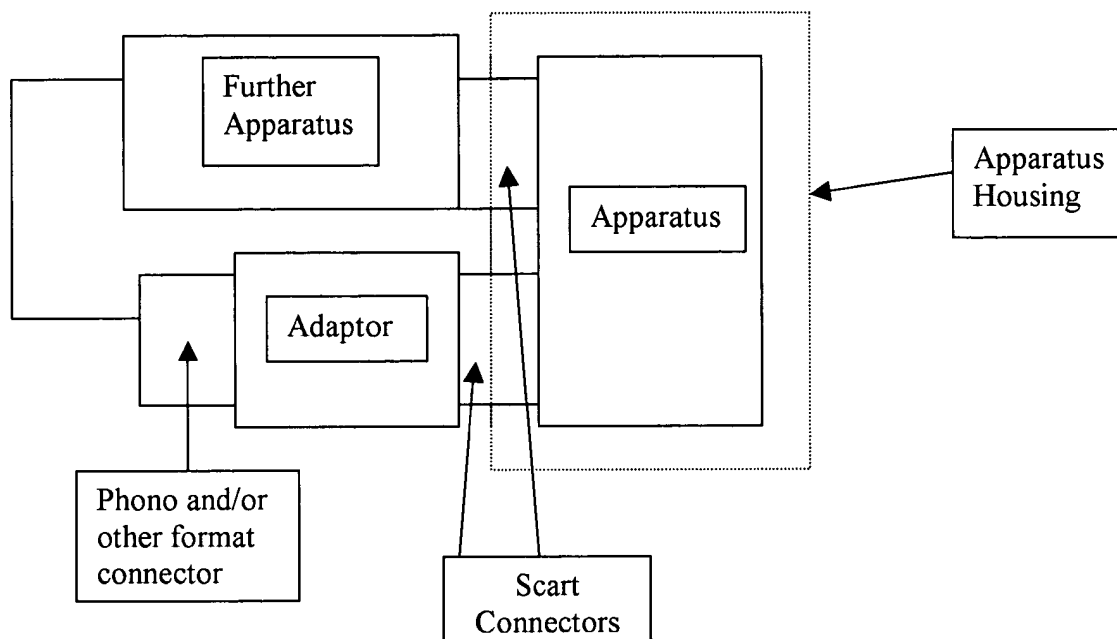 Further
Apparatus
Apparatus
Apparatus
Housing
Adaptor
Phono and/or
other format
connector
Scart
Connectors